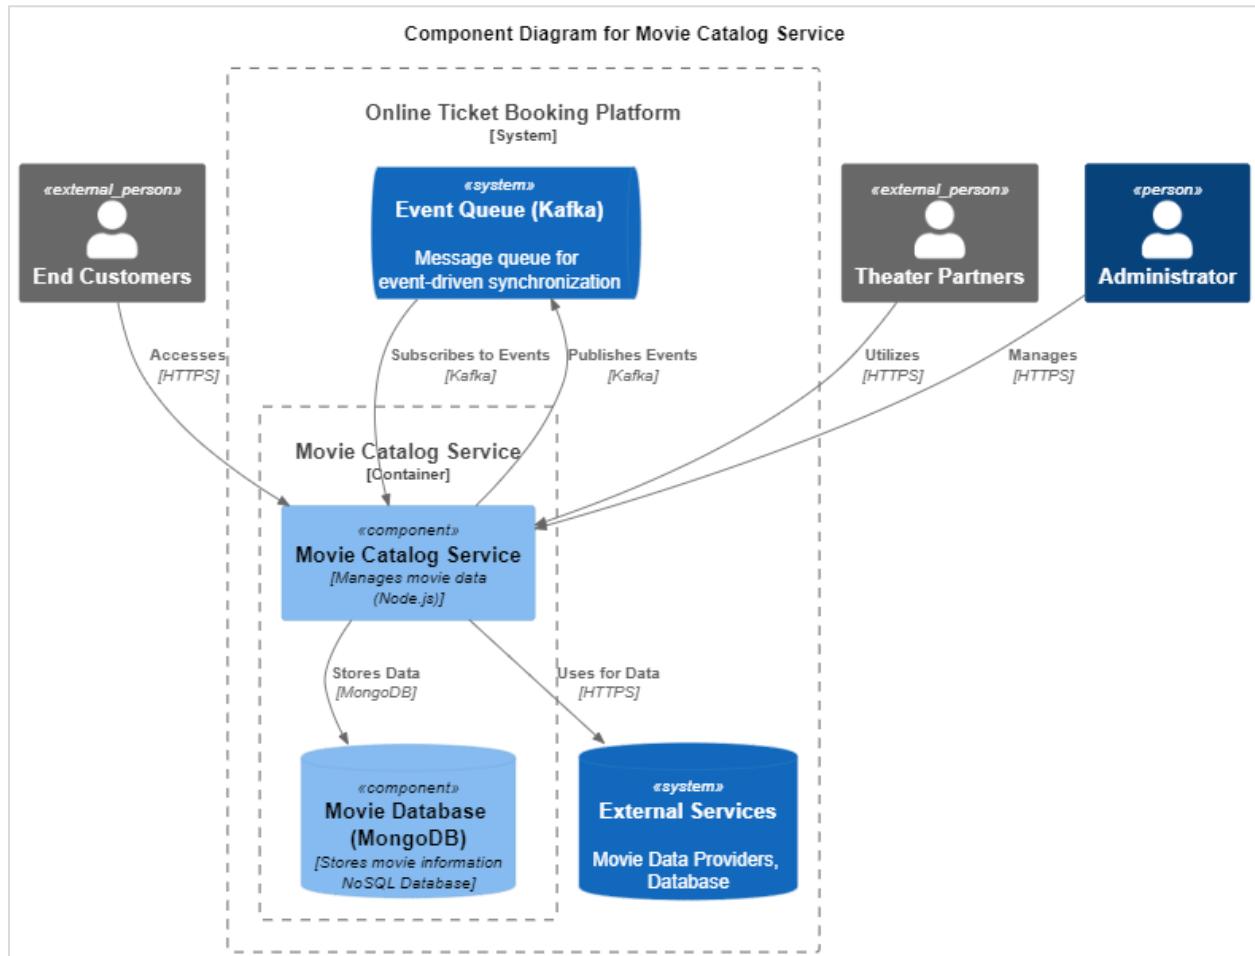 Component Diagram for Movie Catalog Service
Online Ticket Booking Platform
[System]
«external_person»
End Customers
«system»
Event Queue (Kafka)
Message queue for
event-driven synchronization
«external_person»
Theater Partners
«person»
Administrator
Accesses
[HTTPS]
Subscribes to Events
[Kafka]
Publishes Events
[Kafka]
Utilizes
[HTTPS]
Manages
[HTTPS]
Movie Catalog Service
[Container]
«component»
Movie Catalog Service
[Manages movie data
(Node.js)]
Stores Data
[MongoDB]
Uses for Data
[HTTPS]
«component»
Movie Database
(MongoDB)
[Stores movie information
NoSQL Database]
«system»
External Services
Movie Data Providers,
Database